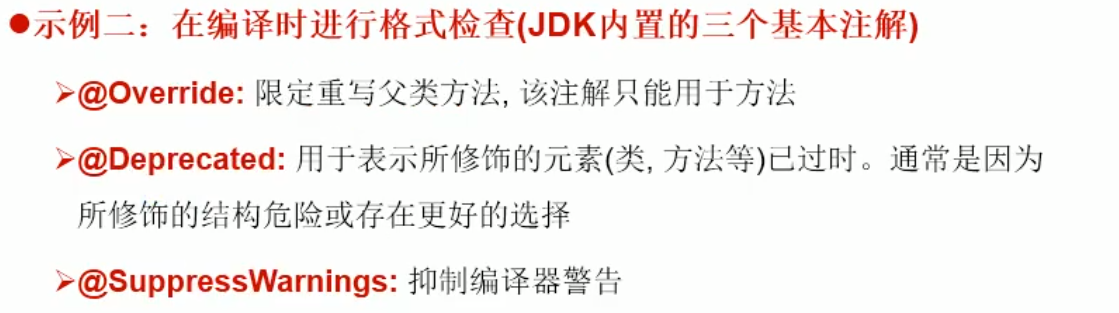 ●示例二：在编译时进行格式检查(JDK内置的三个基本注解)
➢@Override: 限定重写父类方法, 该注解只能用于方法
➢@Deprecated: 用于表示所修饰的元素(类, 方法等)已过时。通常是因为
所修饰的结构危险或存在更好的选择
➢@SuppressWarnings: 抑制编译器警告